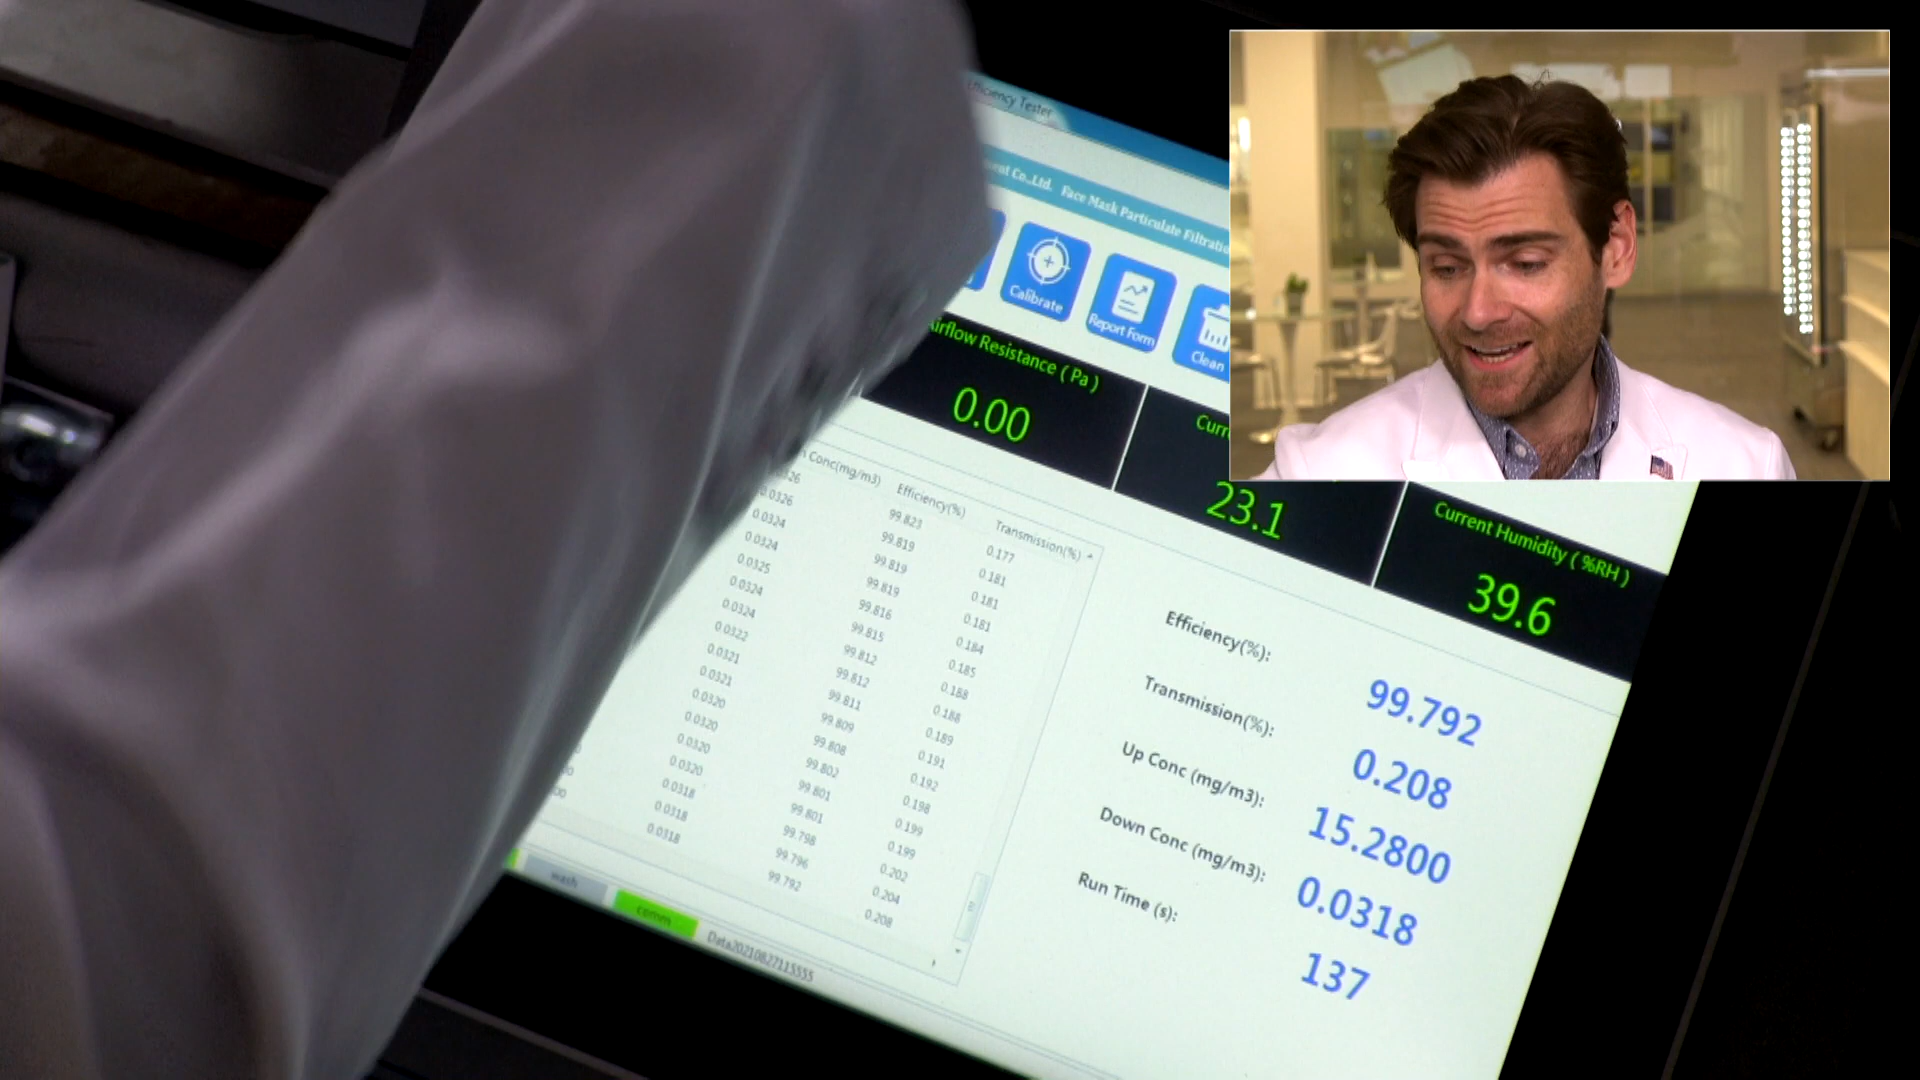 Efficiency Tester
Co.,Ltd. Face Mask Particulate
Calibrate
Report Form
Clean
Airflow Resistance ( Pa )
0.00
23.1
Current Humidity ( %RH )
39.6
Conc(mg/m3) Efficiency(%) Transmission(%)
0.0326 99.823 0.177
0.0324 99.819 0.181
0.0324 99.819 0.181
0.0325 99.819 0.181
0.0324 99.816 0.184
0.0324 99.815 0.185
0.0322 99.812 0.188
0.0321 99.812 0.188
0.0321 99.811 0.189
0.0320 99.809 0.191
0.0320 99.808 0.192
0.0320 99.802 0.198
0.0320 99.801 0.199
0.0318 99.801 0.199
0.0318 99.798 0.202
0.0318 99.796 0.204
99.792 0.208
Efficiency(%): 99.792
Transmission(%): 0.208
Up Conc (mg/m3): 15.2800
Down Conc (mg/m3): 0.0318
Run Time (s): 137
wash
comm
Data20210827115555